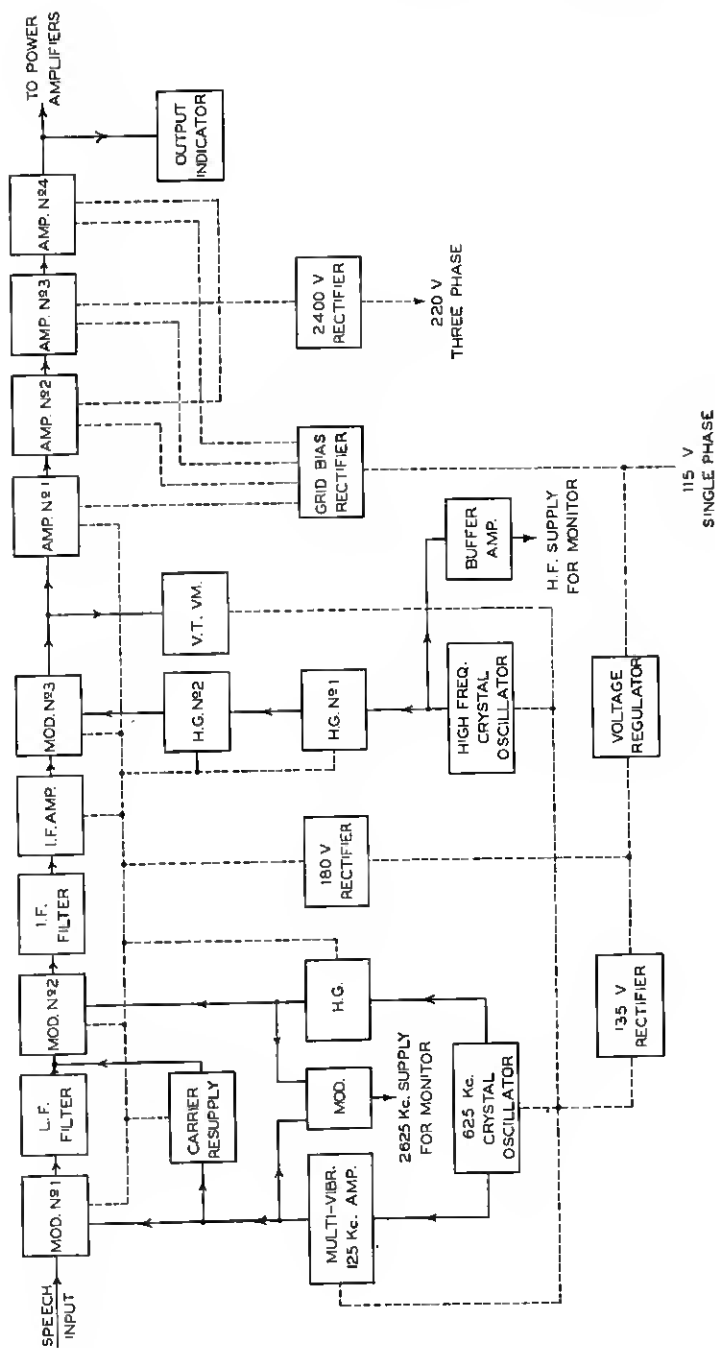 SPEECH
INPUT
MOD. Nº1
L.F.
FILTER
MOD. Nº2
I.F.
FILTER
I.F. AMP.
MOD. Nº3
AMP. Nº1
AMP. Nº2
AMP. Nº3
AMP. Nº4
TO POWER
AMPLIFIERS
OUTPUT
INDICATOR
CARRIER
RESUPPLY
V.T. VM.
H.G. Nº2
H.G. Nº1
HIGH FREQ.
CRYSTAL
OSCILLATOR
BUFFER
AMP.
H.F. SUPPLY
FOR MONITOR
GRID BIAS
RECTIFIER
2400 V
RECTIFIER
220 V
THREE PHASE
MULTI-VIBR.
125 Kc. AMP.
MOD.
2625 Kc. SUPPLY
FOR MONITOR
H.G.
625 Kc.
CRYSTAL
OSCILLATOR
180 V
RECTIFIER
135 V
RECTIFIER
VOLTAGE
REGULATOR
115 V
SINGLE PHASE